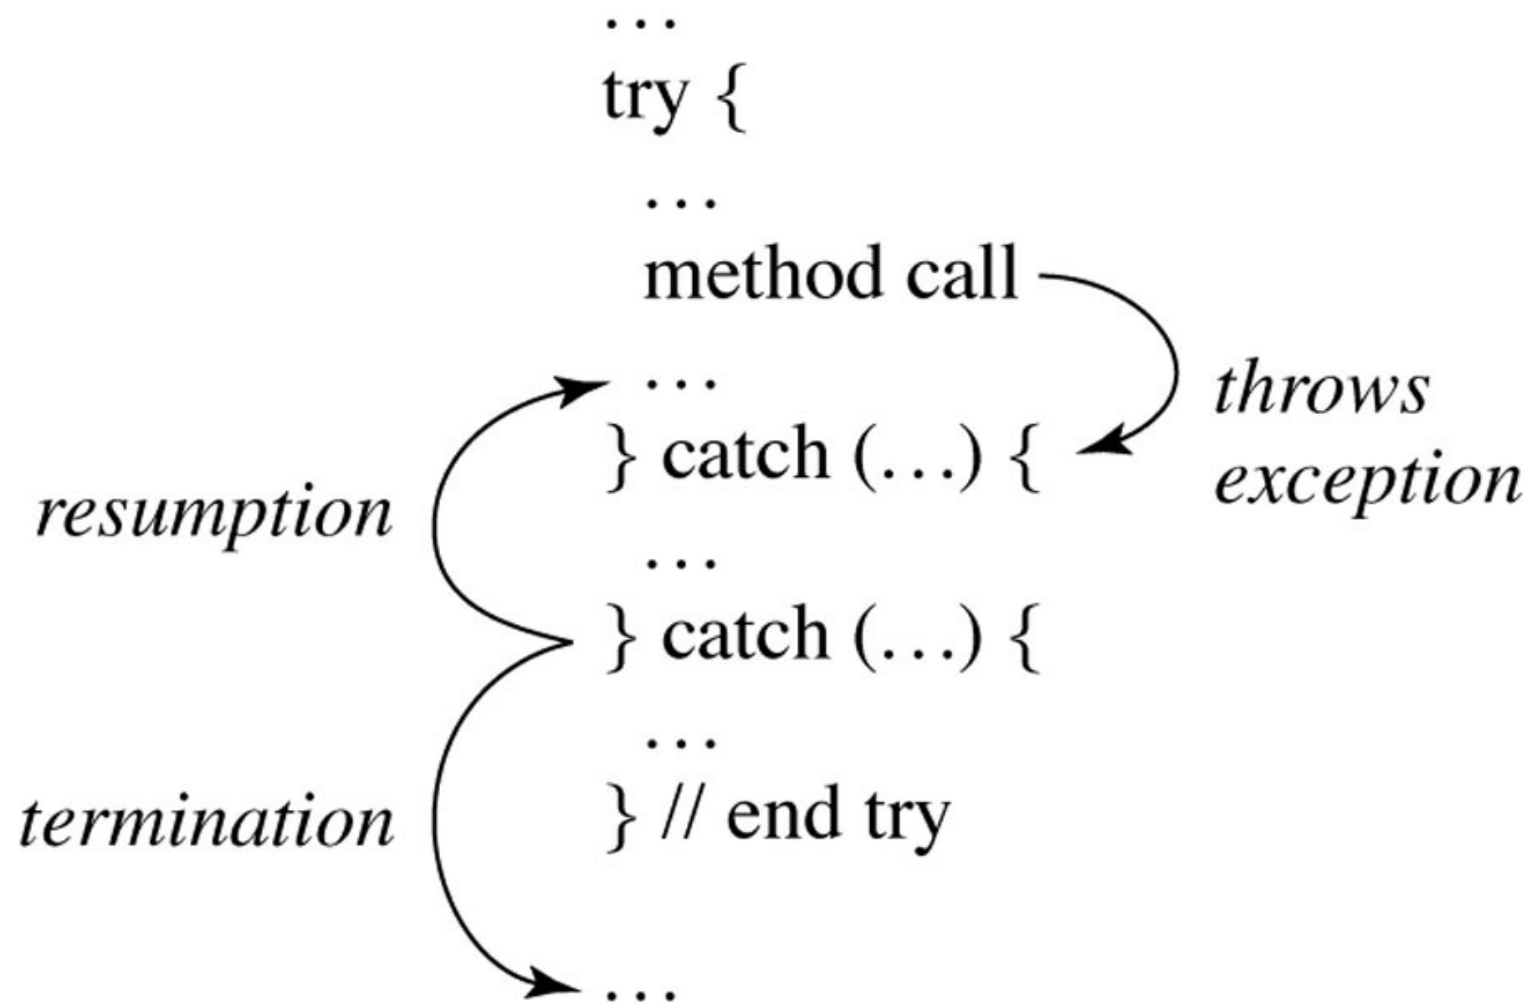 ...
try {
...
method call
...
throws
exception
} catch (...) {
resumption
...
} catch (...) {
...
termination
} // end try
...